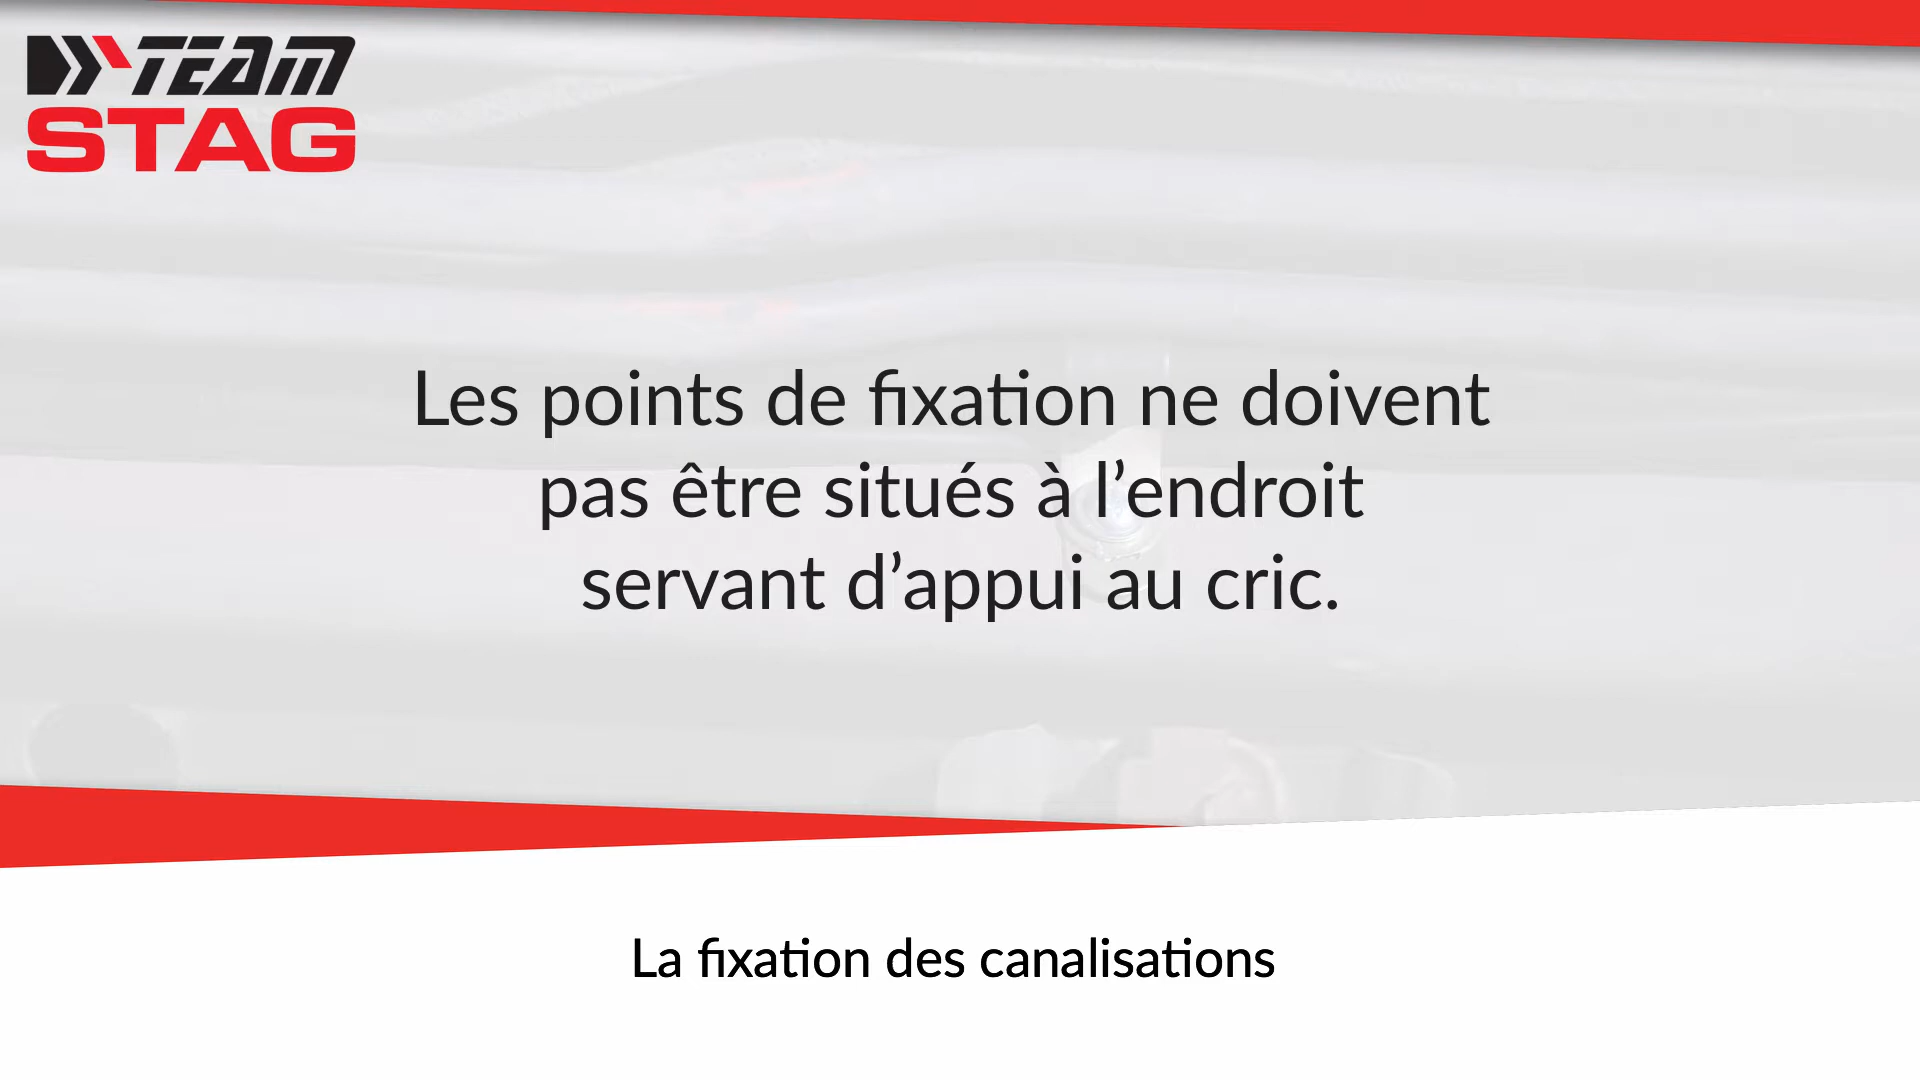 TEAM
STAG
Les points de fixation ne doivent
pas être situés à l’endroit
servant d’appui au cric.
La fixation des canalisations